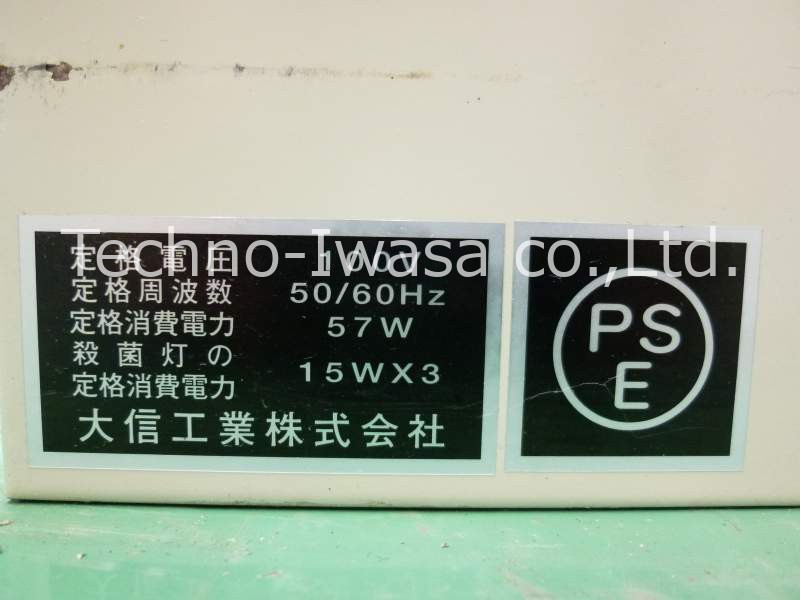 Techno-Iwasa co.,Ltd.
定格電圧 100V
定格周波数 50/60Hz
定格消費電力 57W
殺菌灯の
定格消費電力 15WX3
大信工業株式会社
PS
E